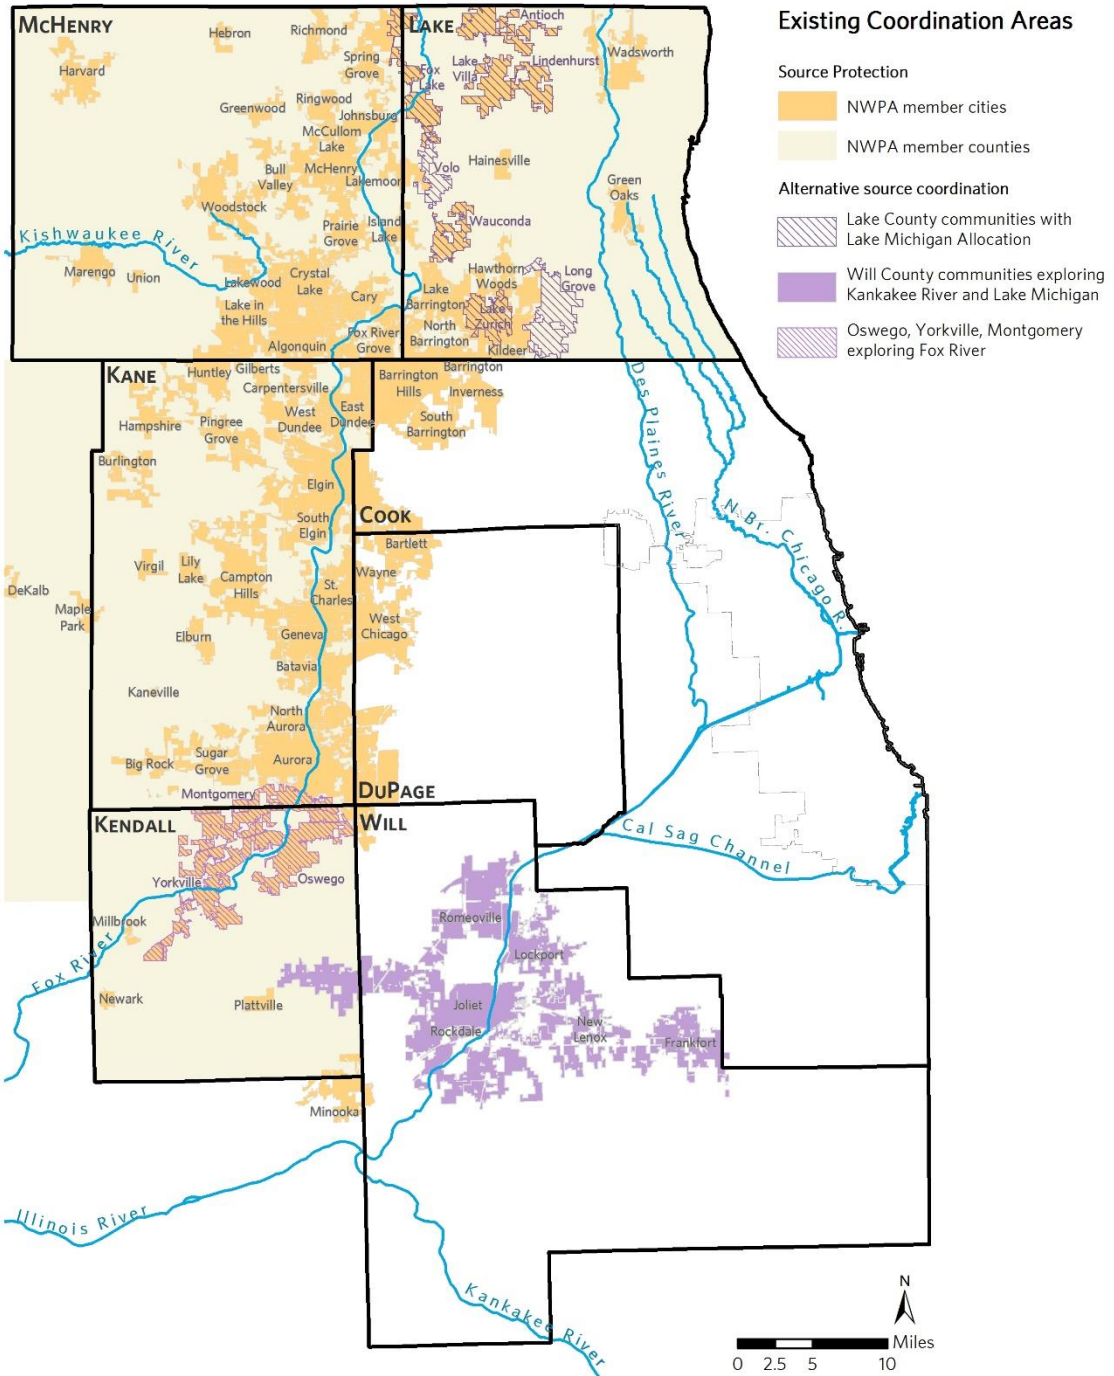 Existing Coordination Areas
Source Protection
NWPA member cities
NWPA member counties
Alternative source coordination
Lake County communities with
Lake Michigan Allocation
Will County communities exploring
Kankakee River and Lake Michigan
Oswego, Yorkville, Montgomery
exploring Fox River
McHenry
Hebron
Richmond
Harvard
Spring
Grove
Greenwood
Ringwood
Johnsburg
McCullom
Lake
Bull
Valley
McHenry
Lakemoor
Woodstock
Prairie
Grove
Island
Lake
Kishwaukee River
Marengo
Union
Lakewood
Crystal
Lake
Cary
Lake in
the Hills
Fox River
Grove
Algonquin
Lake
Antioch
Lake
Villa
Lindenhurst
Wadsworth
Fox
Lake
Hainesville
Volo
Green
Oaks
Wauconda
Hawthorn
Woods
Long
Grove
Lake
Barrington
Lake
Zurich
North
Barrington
Kildeer
Kane
Huntley
Gilberts
Carpentersville
Barrington
Hills
Barrington
Inverness
Hampshire
Pingree
Grove
West
Dundee
East
Dundee
South
Barrington
Burlington
Elgin
South
Elgin
Cook
Bartlett
Des Plaines River
N Br. Chicago R.
Virgil
Lily
Lake
Campton
Hills
St.
Charles
Wayne
DeKalb
Maple
Park
Elburn
Geneva
West
Chicago
Batavia
Kaneville
North
Aurora
Big Rock
Sugar
Grove
Aurora
Montgomery
DuPage
Kendall
Will
Cal Sag Channel
Yorkville
Oswego
Millbrook
Romeoville
Lockport
Fox River
Newark
Plattville
Joliet
Rockdale
New
Lenox
Frankfort
Minooka
Illinois River
Kankakee River
N
Miles
0 2.5 5 10